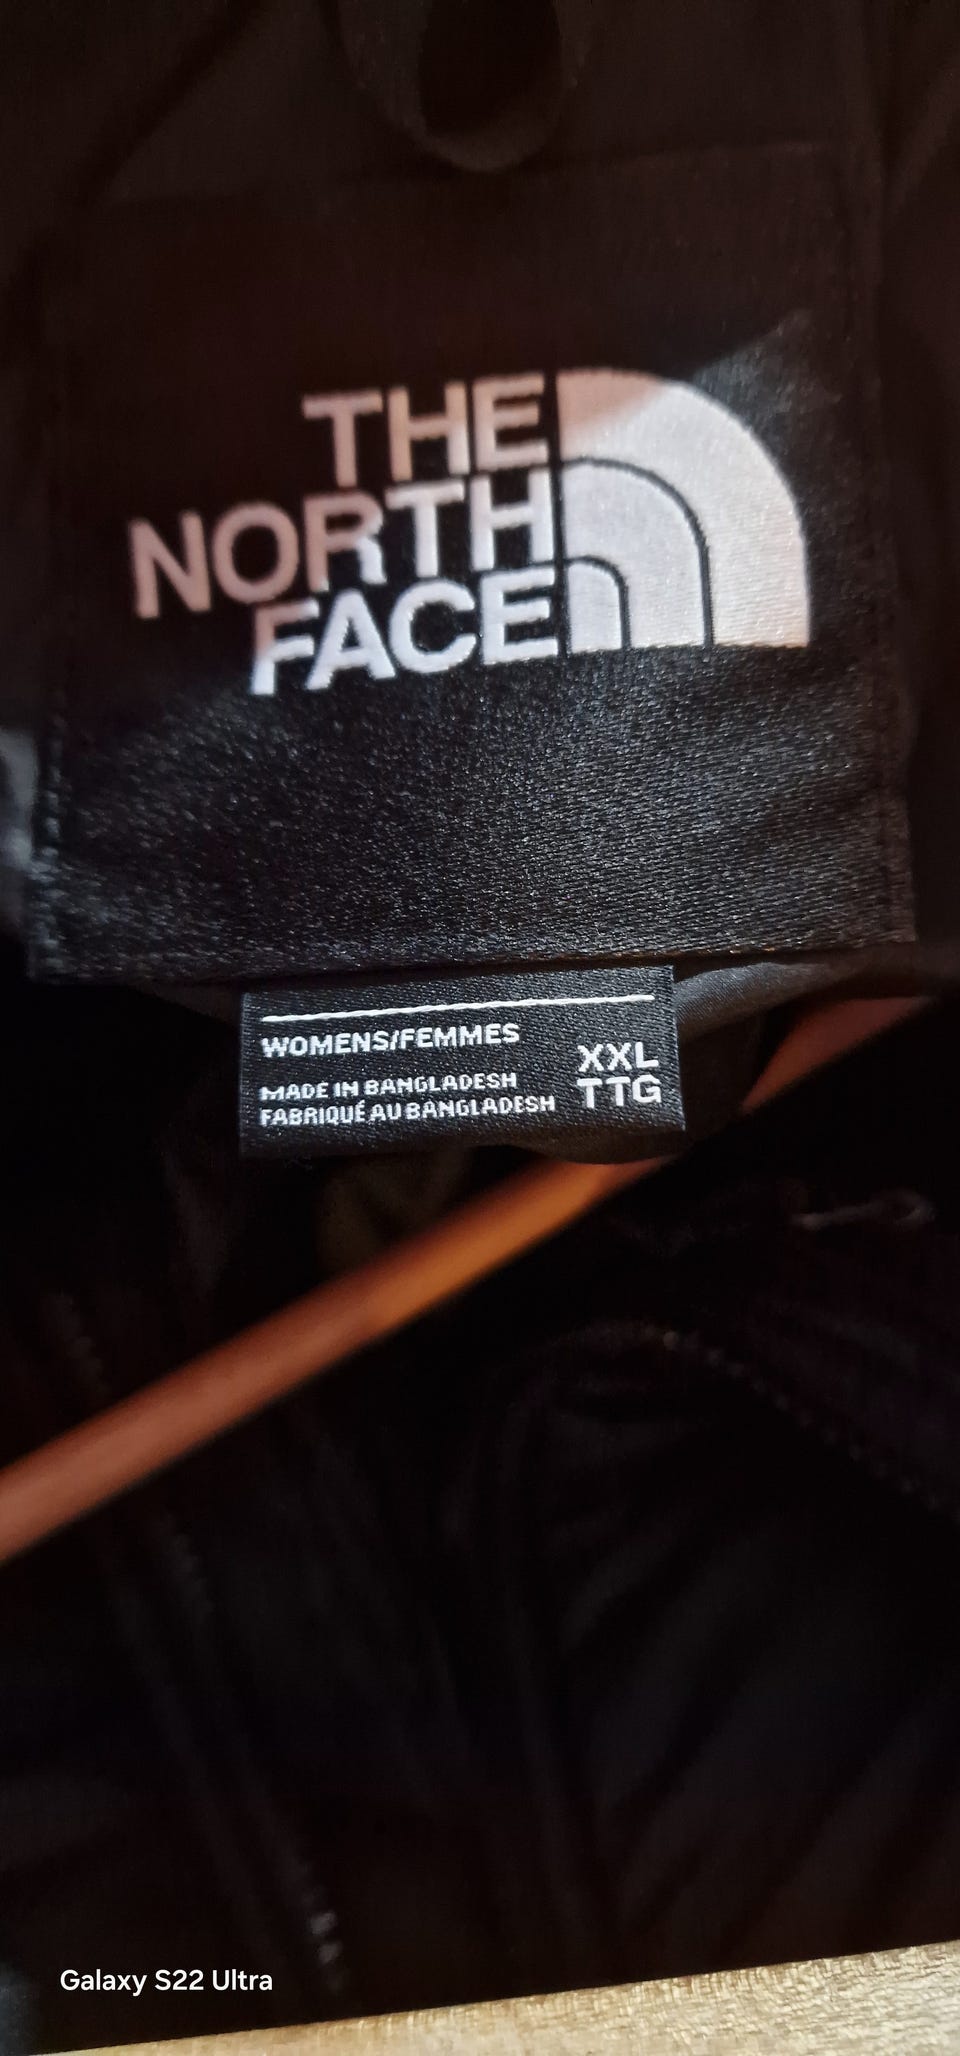 THE
NORTH
FACE
WOMENS/FEMMES
MADE IN BANGLADESH
FABRIQUÉ AU BANGLADESH
XXL
TTG
Galaxy S22 Ultra